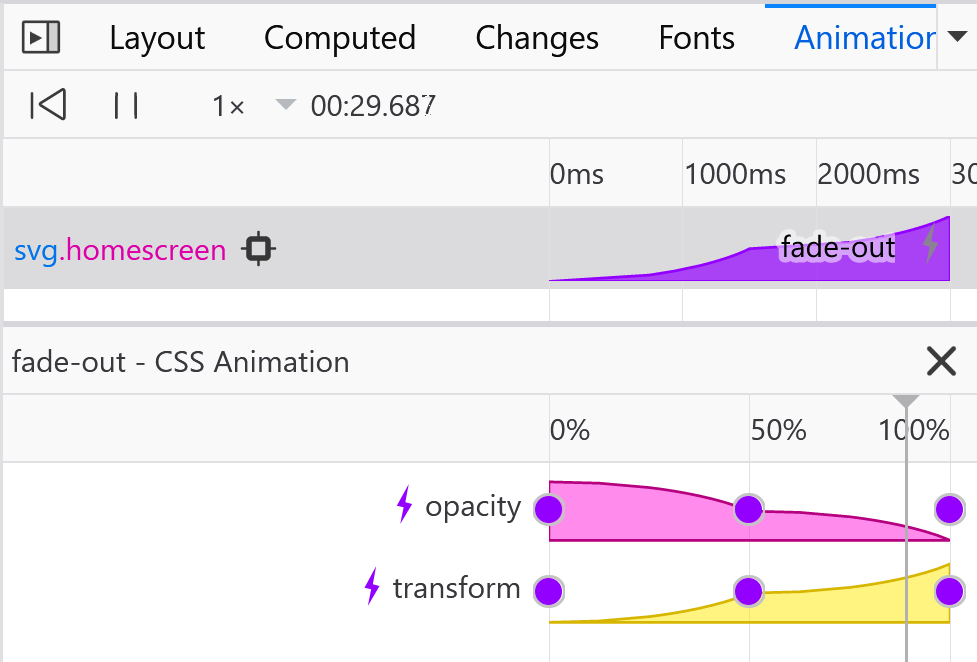 Layout Computed Changes Fonts Animation
1× 00:29.687
0ms 1000ms 2000ms 30
svg.homescreen fade-out
fade-out - CSS Animation
0% 50% 100%
opacity
transform